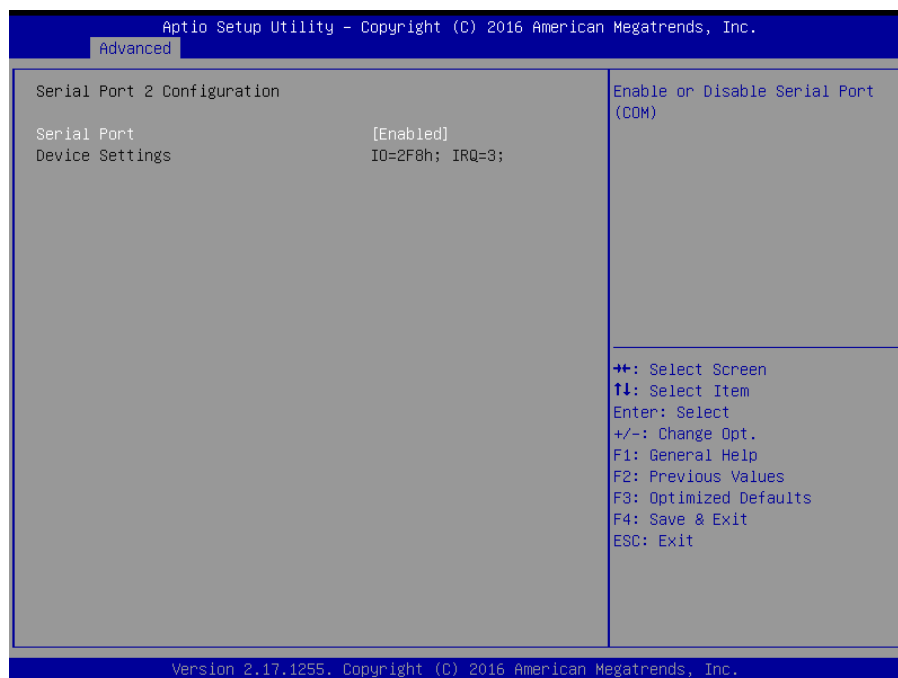 Aptio Setup Utility – Copyright (C) 2016 American Megatrends, Inc.
Advanced
Serial Port 2 Configuration
Serial Port [Enabled]
Device Settings IO=2F8h; IRQ=3;
Enable or Disable Serial Port
(COM)
→←: Select Screen
↑↓: Select Item
Enter: Select
+/-: Change Opt.
F1: General Help
F2: Previous Values
F3: Optimized Defaults
F4: Save & Exit
ESC: Exit
Version 2.17.1255. Copyright (C) 2016 American Megatrends, Inc.